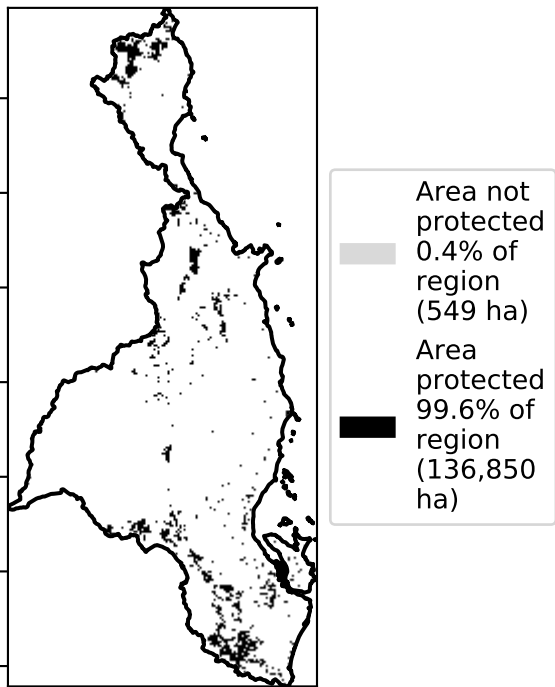 Area not
protected
0.4% of
region
(549 ha)
Area
protected
99.6% of
region
(136,850
ha)